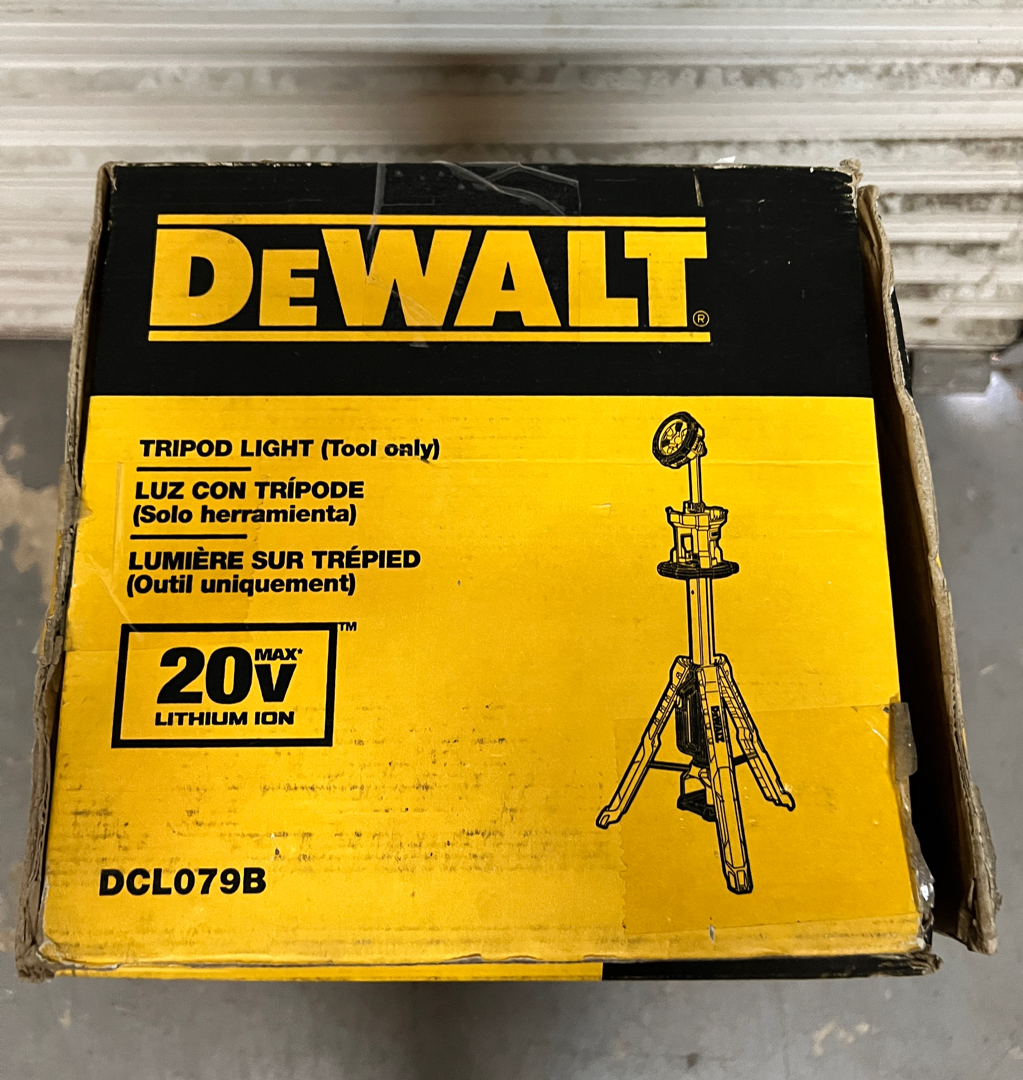 DEWALT®
TRIPOD LIGHT (Tool only)
LUZ CON TRÍPODE
(Solo herramienta)
LUMIÈRE SUR TRÉPIED
(Outil uniquement)
20V MAX* ™
LITHIUM ION
DEWALT
DCL079B